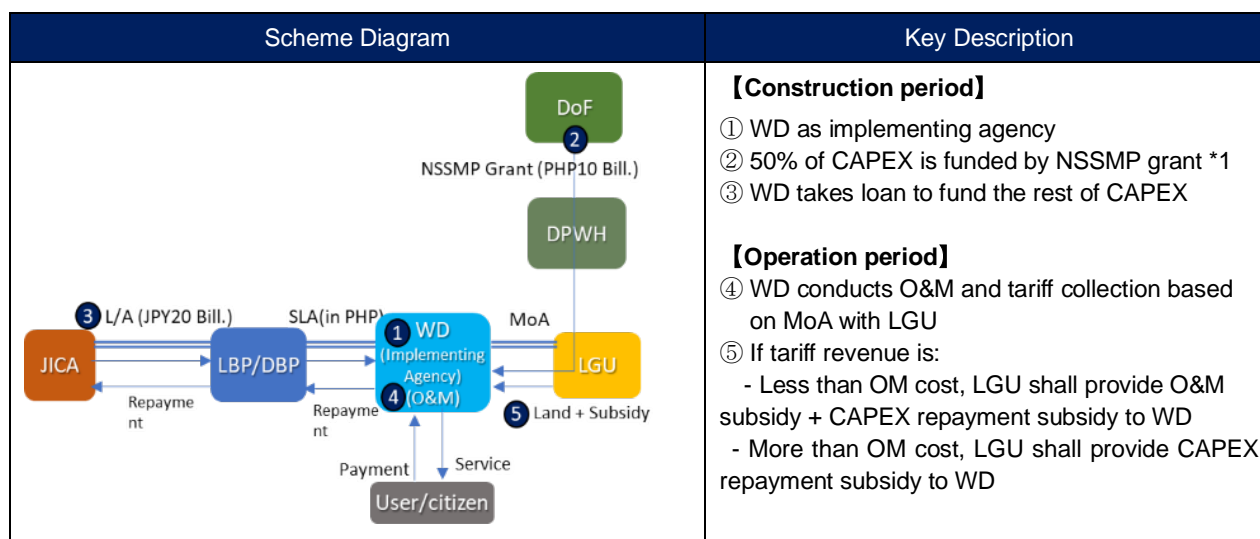 Scheme Diagram
Key Description
DoF
2
NSSMP Grant (PHP10 Bill.)
DPWH
3 L/A (JPY20 Bill.)
SLA(in PHP)
MoA
JICA
LBP/DBP
1 WD
(Implementing
Agency)
4 (O&M)
LGU
Repayme
nt
Repayme
nt
5 Land + Subsidy
Payment
Service
User/citizen
【Construction period】
① WD as implementing agency
② 50% of CAPEX is funded by NSSMP grant *1
③ WD takes loan to fund the rest of CAPEX
【Operation period】
④ WD conducts O&M and tariff collection based
on MoA with LGU
⑤ If tariff revenue is:
- Less than OM cost, LGU shall provide O&M
subsidy + CAPEX repayment subsidy to WD
- More than OM cost, LGU shall provide CAPEX
repayment subsidy to WD